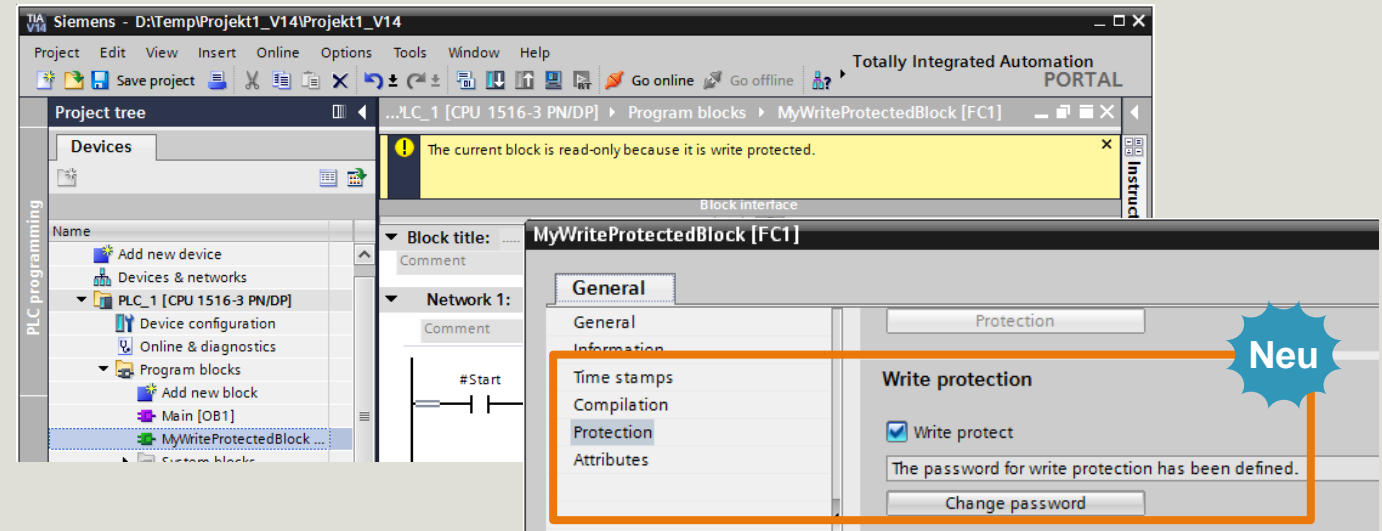 TIA V14 Siemens - D:\Temp\Projekt1_V14\Projekt1_V14
Project Edit View Insert Online Options Tools Window Help
Save project Go online Go offline
Totally Integrated Automation
PORTAL
Project tree
...PLC_1 [CPU 1516-3 PN/DP] Program blocks MyWriteProtectedBlock [FC1]
Devices
The current block is read-only because it is write protected.
Block interface
PLC programming
Instruct
Name
Add new device
Devices & networks
PLC_1 [CPU 1516-3 PN/DP]
Device configuration
Online & diagnostics
Program blocks
Add new block
Main [OB1]
MyWriteProtectedBlock ...
System blocks
Block title: .....
Comment
Network 1:
Comment
#Start
MyWriteProtectedBlock [FC1]
General
General
Information
Time stamps
Compilation
Protection
Attributes
Protection
Neu
Write protection
Write protect
The password for write protection has been defined.
Change password